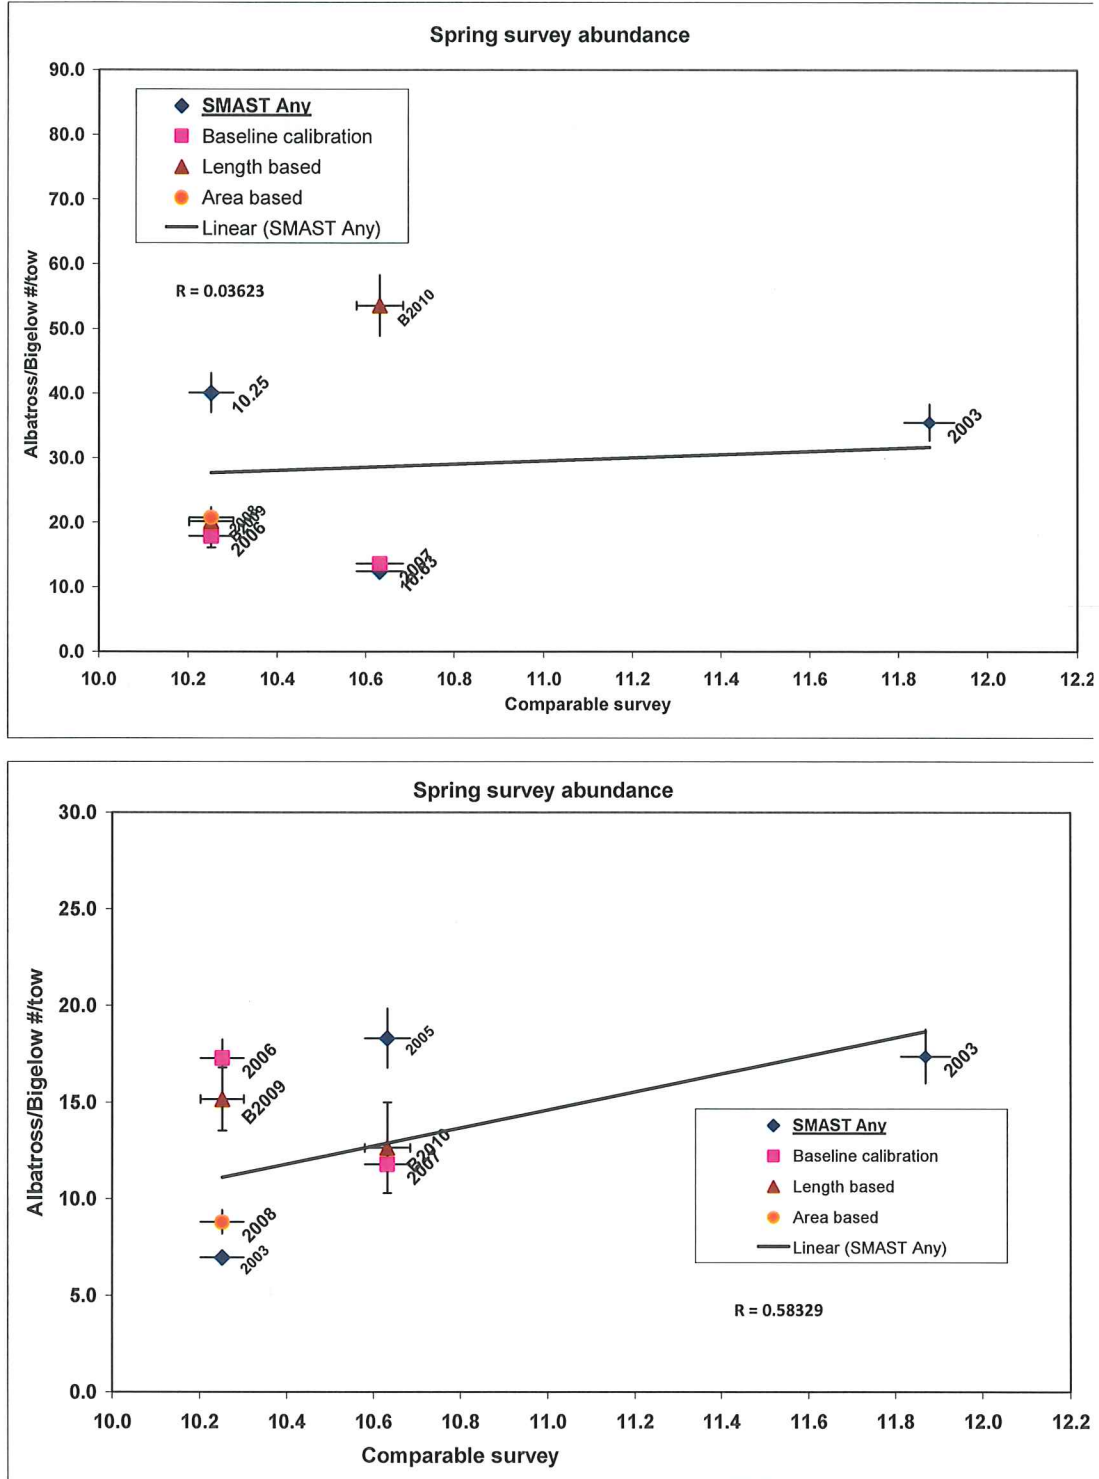 Spring survey abundance
90.0
80.0
70.0
60.0
50.0
40.0
30.0
20.0
10.0
0.0
Albatross/Bigelow #/tow
SMAST Any
Baseline calibration
Length based
Area based
Linear (SMAST Any)
R = 0.03623
B2010
10.25
2003
2008
B2009
2006
2007
10.63
10.0 10.2 10.4 10.6 10.8 11.0 11.2 11.4 11.6 11.8 12.0 12.2
Comparable survey
Spring survey abundance
30.0
25.0
20.0
15.0
10.0
5.0
0.0
Albatross/Bigelow #/tow
2006
B2009
2008
2003
2005
B2010
2007
2003
SMAST Any
Baseline calibration
Length based
Area based
Linear (SMAST Any)
R = 0.58329
10.0 10.2 10.4 10.6 10.8 11.0 11.2 11.4 11.6 11.8 12.0 12.2
Comparable survey